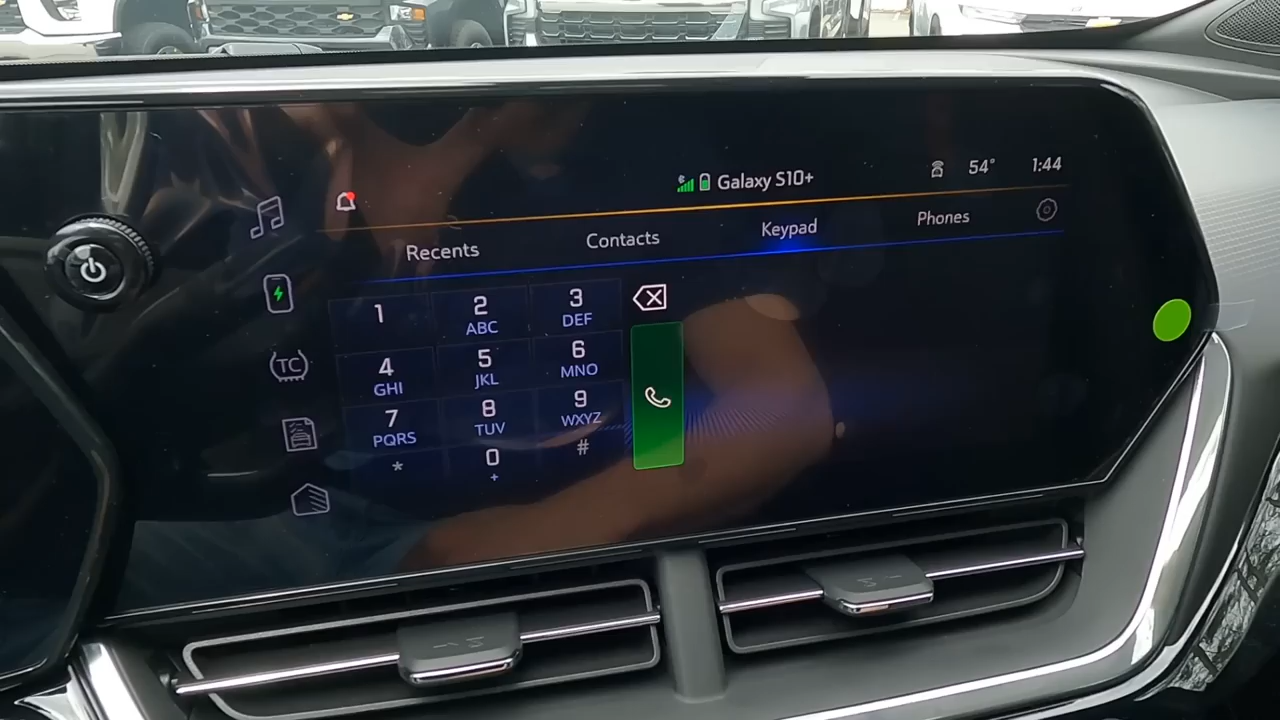 Galaxy S10+ 54° 1:44
Recents Contacts Keypad Phones
1 2 3
ABC DEF
TC
4 5 6
GHI JKL MNO
7 8 9
PQRS TUV WXYZ
* 0 #
+